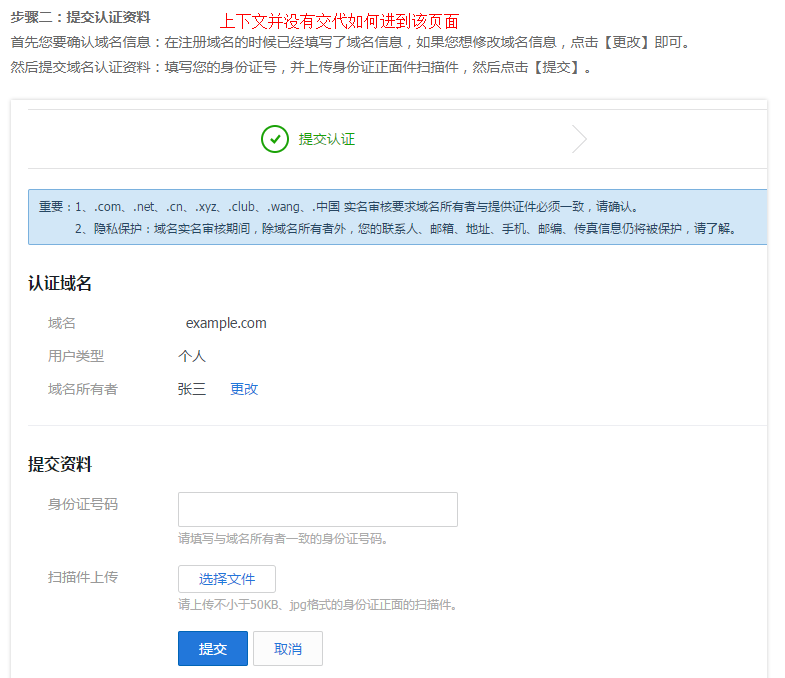 步骤二：提交认证资料
上下文并没有交代如何进到该页面
首先您要确认域名信息：在注册域名的时候已经填写了域名信息，如果您想修改域名信息，点击【更改】即可。
然后提交域名认证资料：填写您的身份证号，并上传身份证正面件扫描件，然后点击【提交】。
提交认证
重要：1、.com、.net、.cn、.xyz、.club、.wang、.中国 实名审核要求域名所有者与提供证件必须一致，请确认。
2、隐私保护：域名实名审核期间，除域名所有者外，您的联系人、邮箱、地址、手机、邮编、传真信息仍将被保护，请了解。
认证域名
域名 example.com
用户类型 个人
域名所有者 张三 更改
提交资料
身份证号码
请填写与域名所有者一致的身份证号码。
扫描件上传 选择文件
请上传不小于50KB、jpg格式的身份证正面的扫描件。
提交 取消